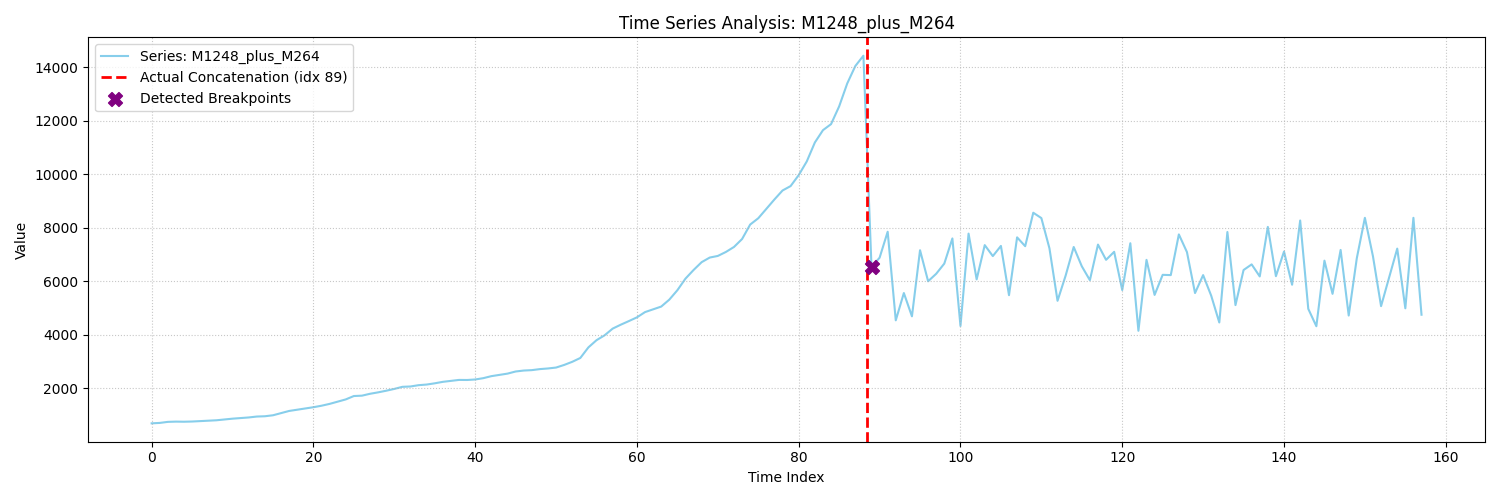 Time Series Analysis: M1248_plus_M264
Series: M1248_plus_M264
Actual Concatenation (idx 89)
Detected Breakpoints
Value
14000
12000
10000
8000
6000
4000
2000
0 20 40 60 80 100 120 140 160
Time Index